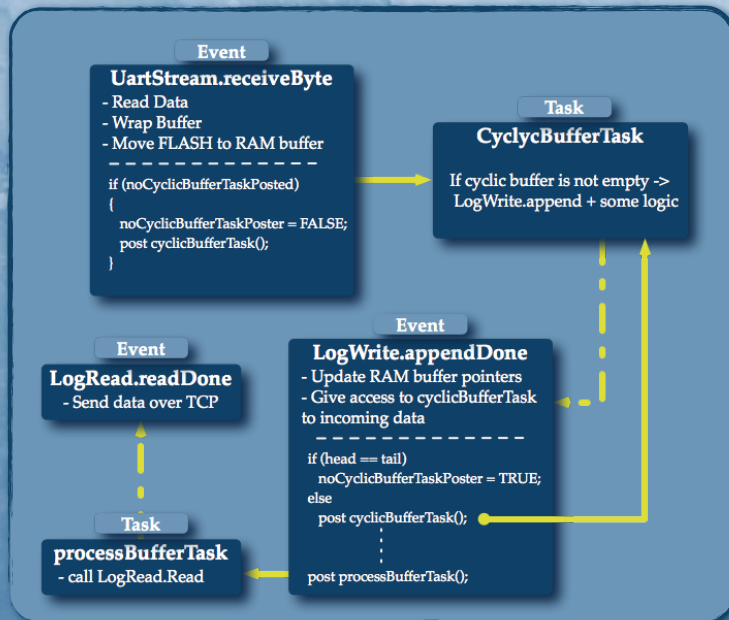 Event
UartStream.receiveByte
- Read Data
- Wrap Buffer
- Move FLASH to RAM buffer
if (noCyclicBufferTaskPosted)
{
noCyclicBufferTaskPoster = FALSE;
post cyclicBufferTask();
}
Task
CyclycBufferTask
If cyclic buffer is not empty ->
LogWrite.append + some logic
Event
LogWrite.appendDone
- Update RAM buffer pointers
- Give access to cyclicBufferTask
to incoming data
if (head == tail)
noCyclicBufferTaskPoster = TRUE;
else
post cyclicBufferTask();
post processBufferTask();
Event
LogRead.readDone
- Send data over TCP
Task
processBufferTask
- call LogRead.Read